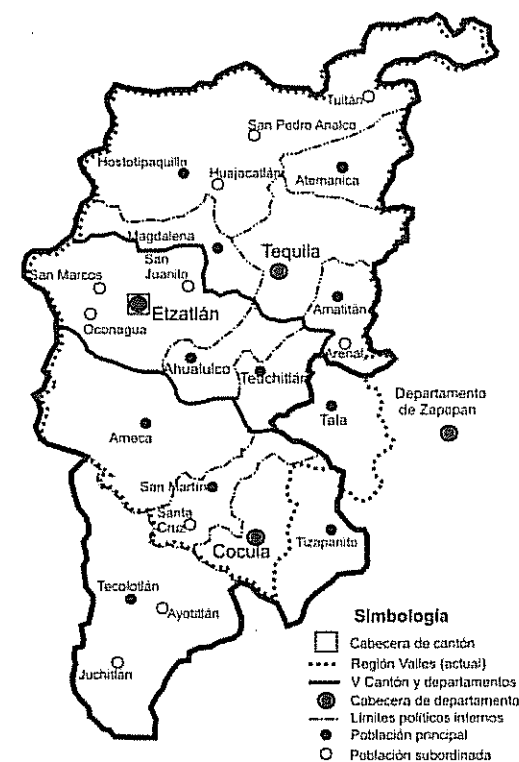 Tultán
San Pedro Analco
Hostotipaquillo
Huajacatlán
Atemanica
Magdalena
Tequila
San
Juanito
San Marcos
Etzatlán
Amatitán
Oconagua
Arenal
Ahualulco
Teuchitlán
Departamento
de Zapopan
Tala
Ameca
San Martín
Santa
Cruz
Cocula
Tizapanito
Tecolotlán
Ayotitlán
Juchitlán
Simbología
Cabecera de cantón
Región Valles (actual)
V Cantón y departamentos
Cabecera de departamento
Límites políticos internos
Población principal
Población subordinada